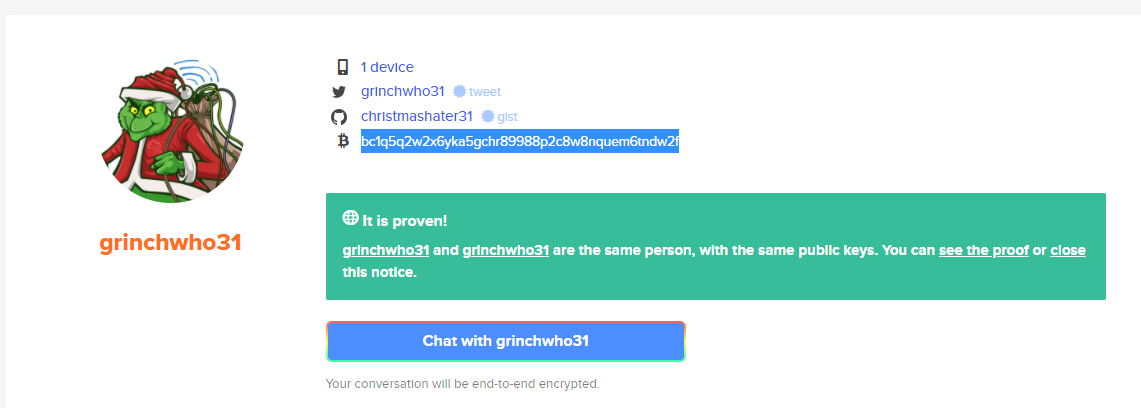 1 device
grinchwho31 tweet
christmashater31 gist
bc1q5q2w2x6yka5gchr89988p2c8w8nquem6tndw2f
It is proven!
grinchwho31
grinchwho31 and grinchwho31 are the same person, with the same public keys. You can see the proof or close
this notice.
Chat with grinchwho31
Your conversation will be end-to-end encrypted.